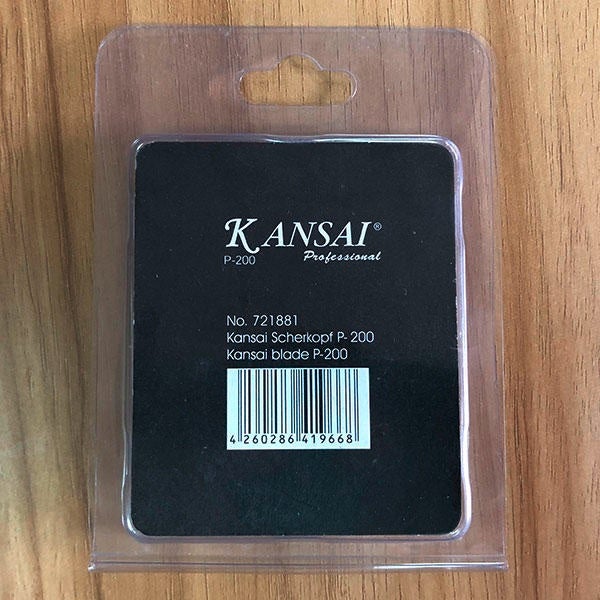 KANSAI®
P-200 Professional
No. 721881
Kansai Scherkopf P- 200
Kansai blade P-200
4 260286 419668